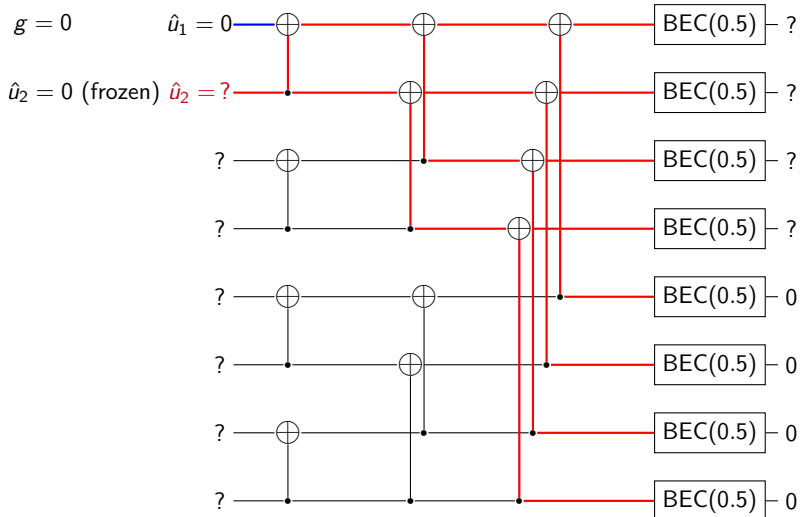 g = 0 û₁ = 0 BEC(0.5) ?
û₂ = 0 (frozen) û₂ = ? BEC(0.5) ?
? BEC(0.5) ?
? BEC(0.5) ?
? BEC(0.5) 0
? BEC(0.5) 0
? BEC(0.5) 0
? BEC(0.5) 0